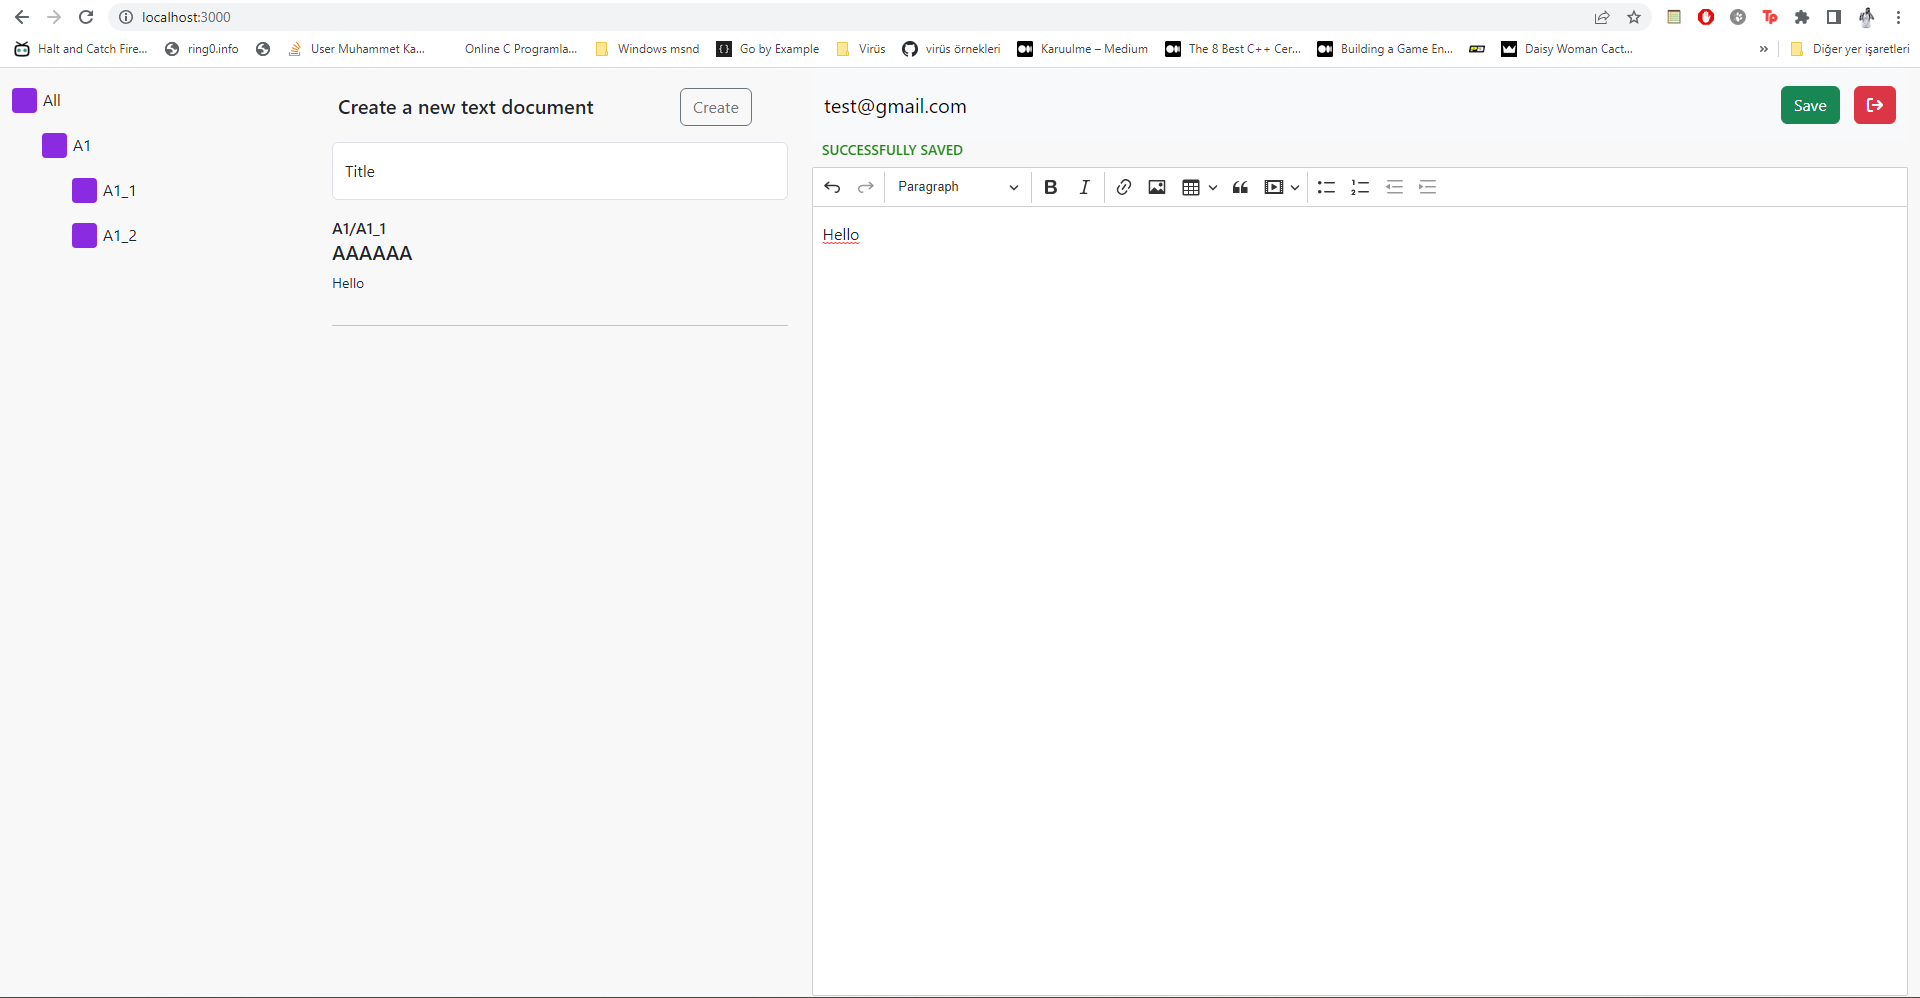 localhost:3000
Halt and Catch Fire... ring0.info User Muhammet Ka... Online C Programla... Windows msnd Go by Example Virüs virüs örnekleri Karuulme – Medium The 8 Best C++ Cer... Building a Game En... Daisy Woman Cact... » Diğer yer işaretleri
All
A1
A1_1
A1_2
Create a new text document Create
Title
A1/A1_1
AAAAAA
Hello
test@gmail.com Save
SUCCESSFULLY SAVED
Paragraph B I
Hello